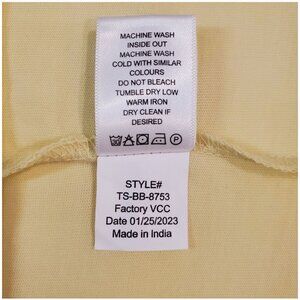 MACHINE WASH
INSIDE OUT
MACHINE WASH
COLD WITH SIMILAR
COLOURS
DO NOT BLEACH
TUMBLE DRY LOW
WARM IRON
DRY CLEAN IF
DESIRED
STYLE#
TS-BB-8753
Factory VCC
Date 01/25/2023
Made in India